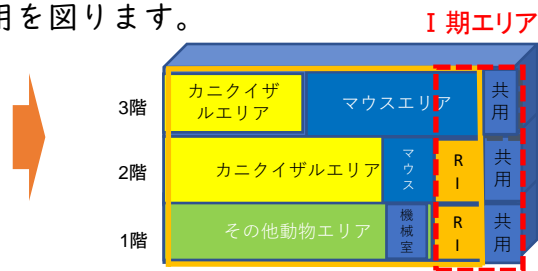 用を図ります。
Ⅰ期エリア
3階
カニクイザ
ルエリア
マウスエリア
共
用
2階
カニクイザルエリア
マ
ウ
ス
R
I
共
用
1階
その他動物エリア
機
械
室
R
I
共
用